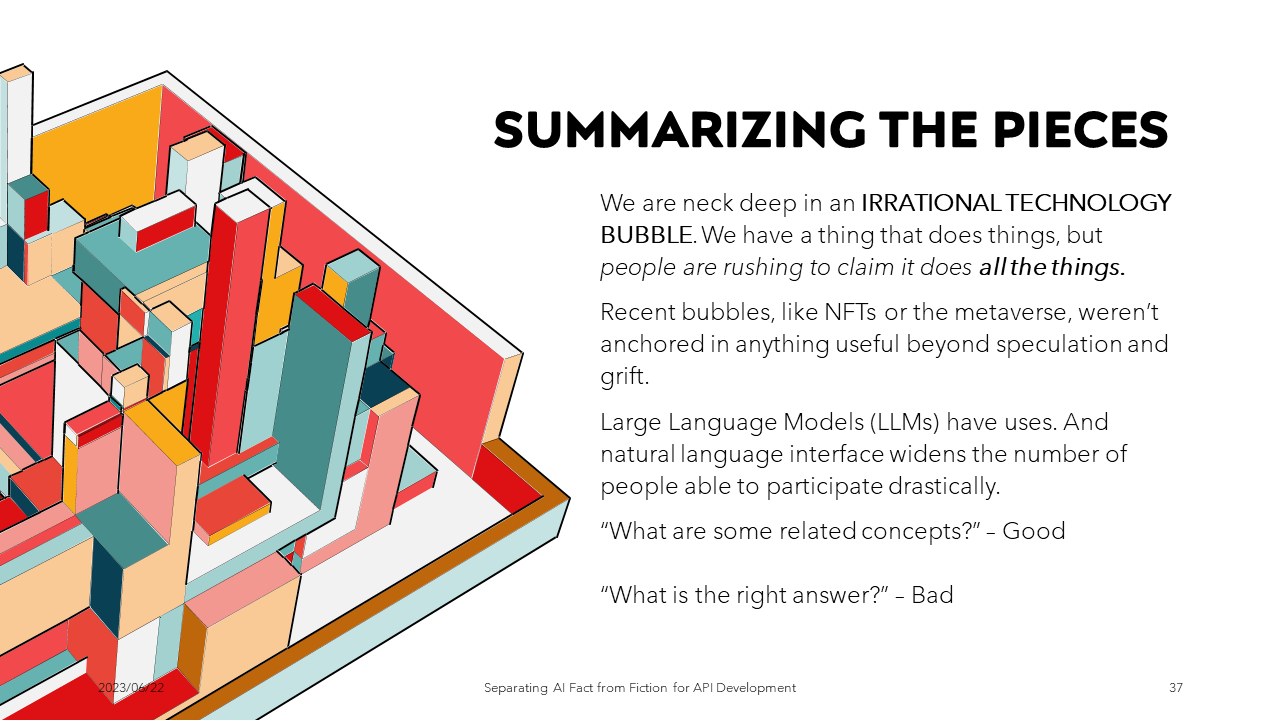 SUMMARIZING THE PIECES
We are neck deep in an IRRATIONAL TECHNOLOGY
BUBBLE. We have a thing that does things, but
people are rushing to claim it does all the things.
Recent bubbles, like NFTs or the metaverse, weren’t
anchored in anything useful beyond speculation and
grift.
Large Language Models (LLMs) have uses. And
natural language interface widens the number of
people able to participate drastically.
“What are some related concepts?” – Good
“What is the right answer?” – Bad
2023/06/22
Separating AI Fact from Fiction for API Development
37